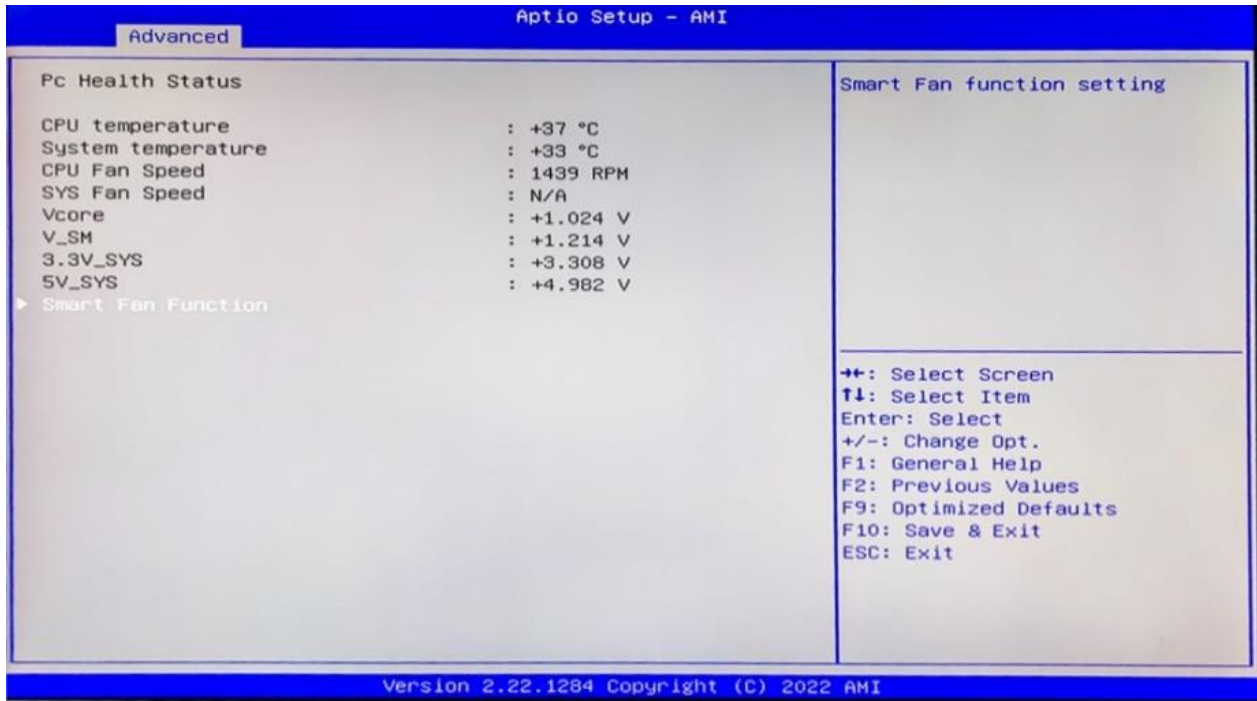 Aptio Setup - AMI
Advanced
Pc Health Status
CPU temperature : +37 °C
System temperature : +33 °C
CPU Fan Speed : 1439 RPM
SYS Fan Speed : N/A
Vcore : +1.024 V
V_SM : +1.214 V
3.3V_SYS : +3.308 V
5V_SYS : +4.982 V
► Smart Fan Function
Smart Fan function setting
→←: Select Screen
↑↓: Select Item
Enter: Select
+/-: Change Opt.
F1: General Help
F2: Previous Values
F9: Optimized Defaults
F10: Save & Exit
ESC: Exit
Version 2.22.1284 Copyright (C) 2022 AMI